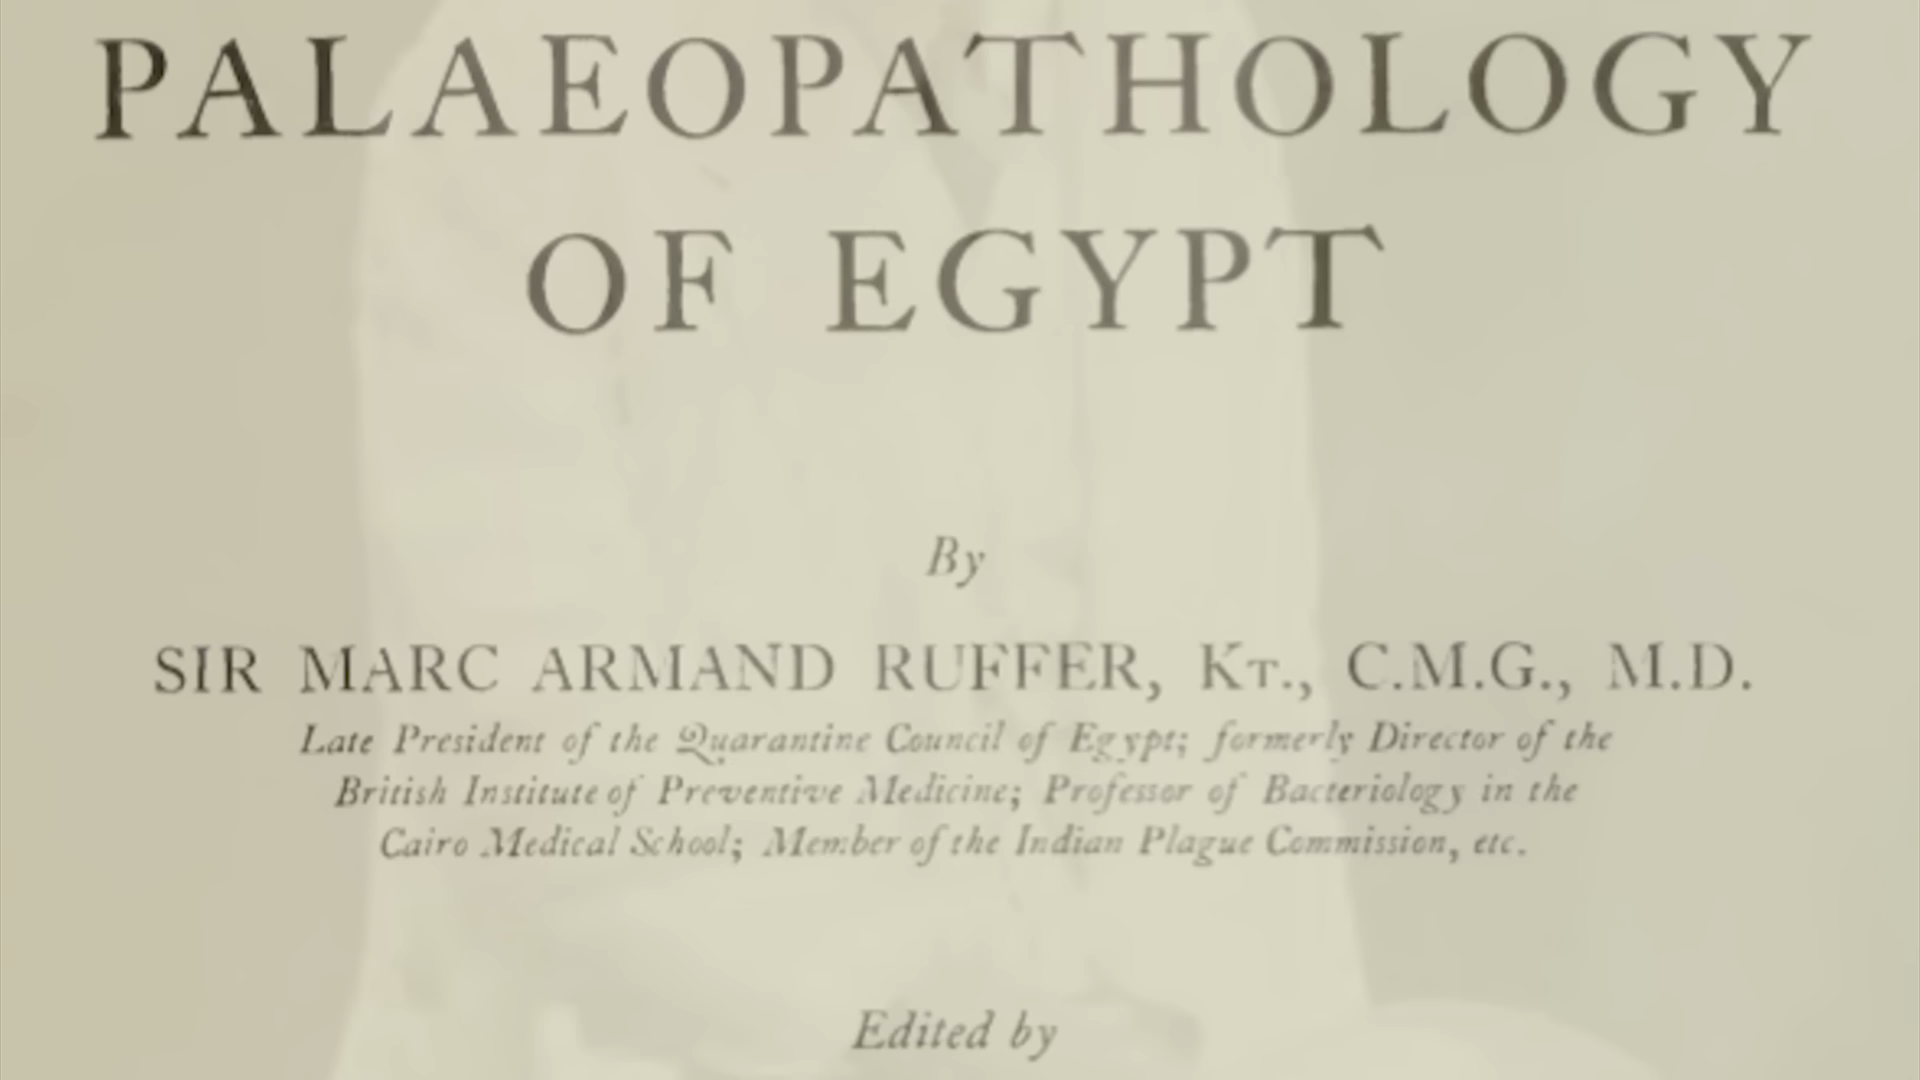 PALAEOPATHOLOGY
OF EGYPT
By
SIR MARC ARMAND RUFFER, KT., C.M.G., M.D.
Late President of the Quarantine Council of Egypt; formerly Director of the
British Institute of Preventive Medicine; Professor of Bacteriology in the
Cairo Medical School; Member of the Indian Plague Commission, etc.
Edited by